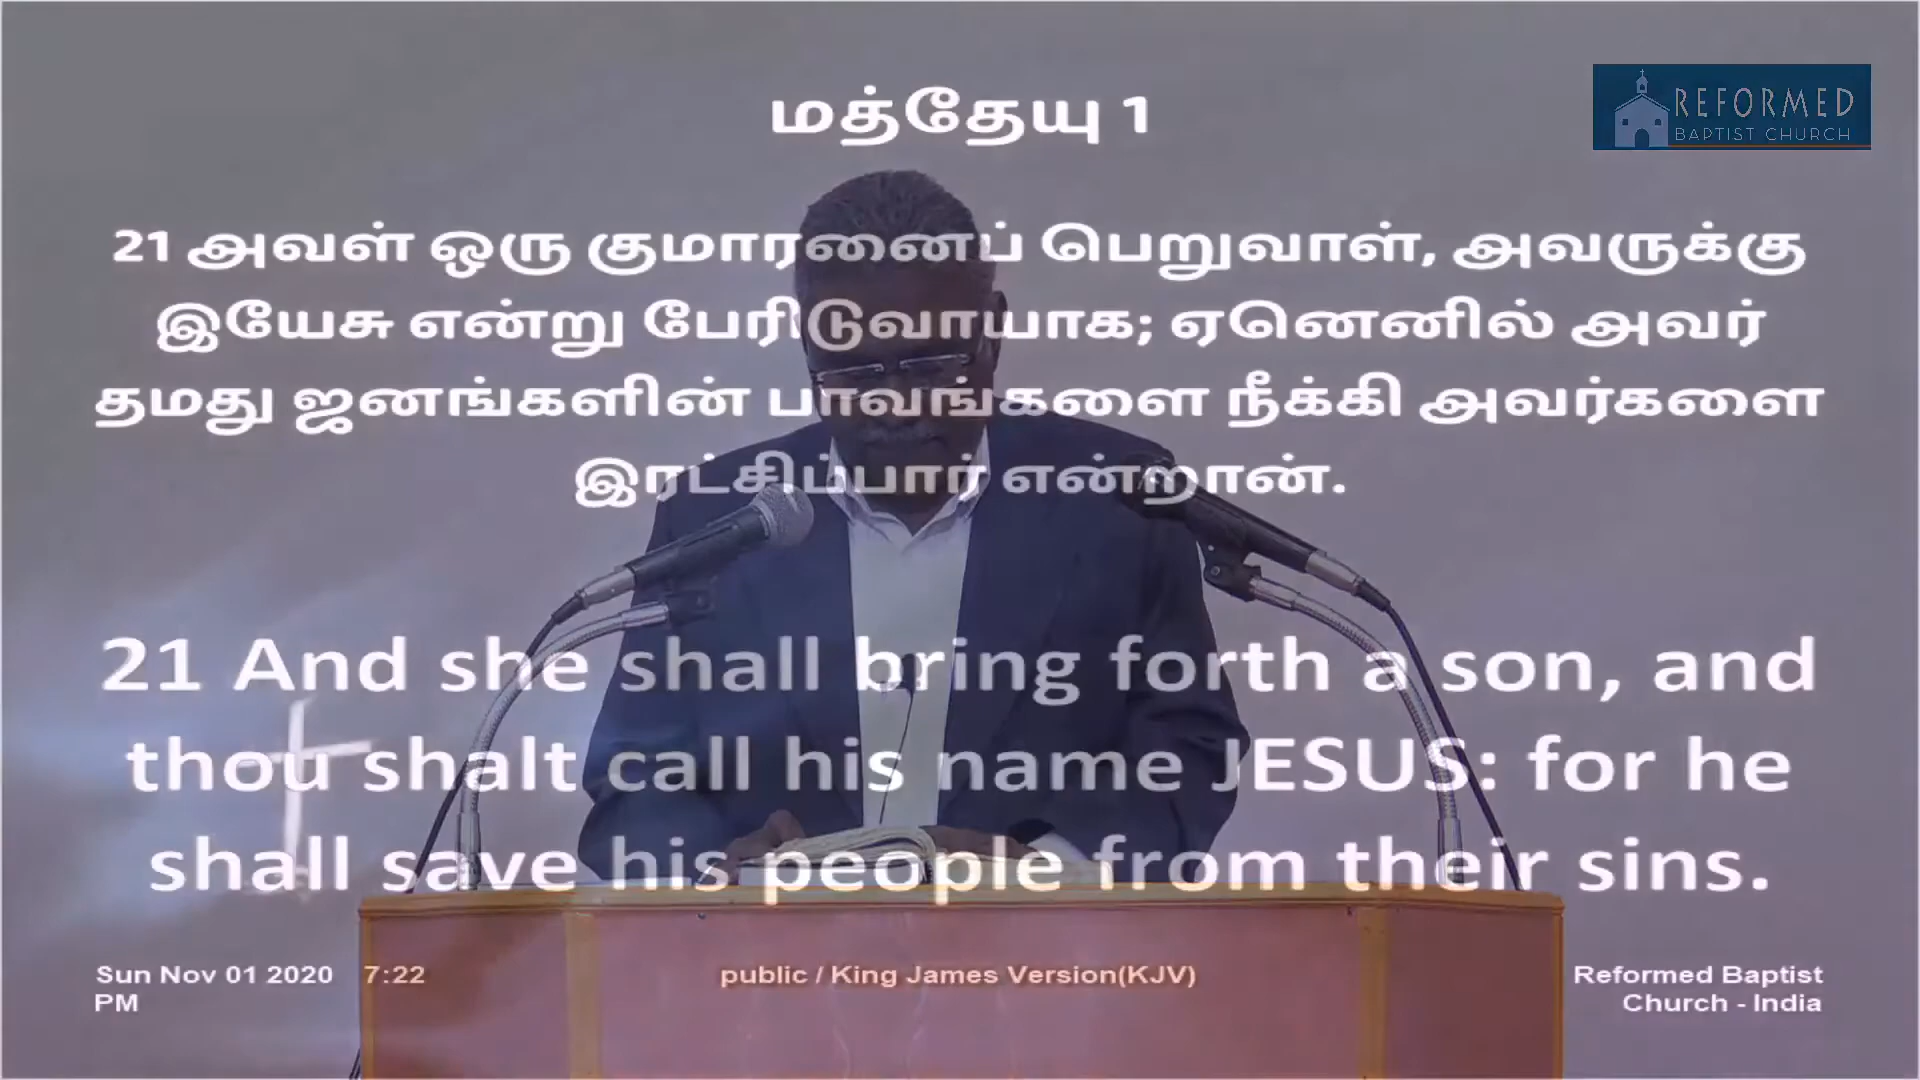 மத்தேயு 1
REFORMED
BAPTIST CHURCH
21 அவள் ஒரு குமாரனைப் பெறுவாள், அவருக்கு
இயேசு என்று பேரிடுவாயாக; ஏனெனில் அவர்
தமது ஜனங்களின் பாவங்களை நீக்கி அவர்களை
இரட்சிப்பார் என்றான்.
21 And she shall bring forth a son, and
thou shalt call his name JESUS: for he
shall save his people from their sins.
Sun Nov 01 2020 7:22
PM
public / King James Version(KJV)
Reformed Baptist
Church - India